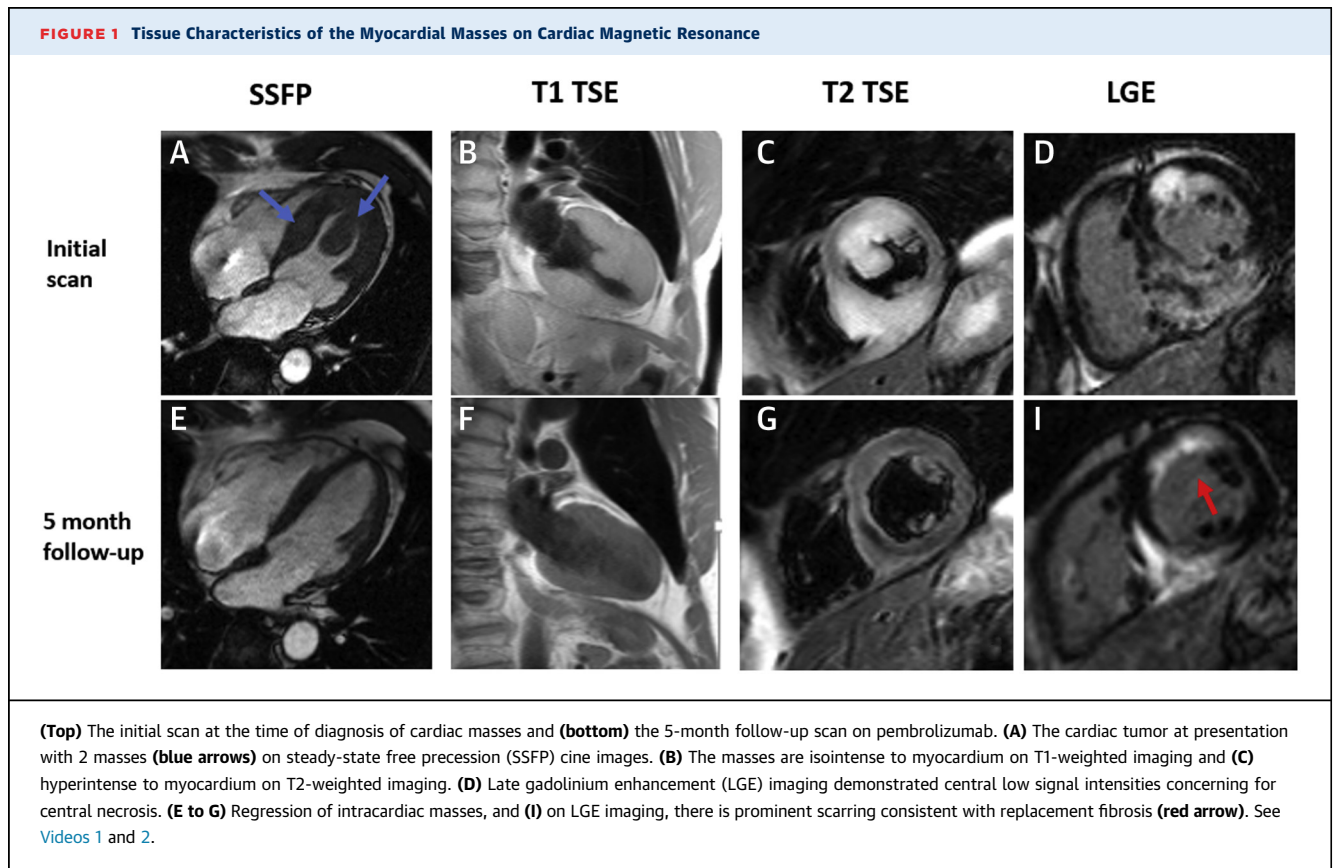 FIGURE 1 Tissue Characteristics of the Myocardial Masses on Cardiac Magnetic Resonance
SSFP T1 TSE T2 TSE LGE
A B C D
Initial
scan
E F G I
5 month
follow-up
(Top) The initial scan at the time of diagnosis of cardiac masses and (bottom) the 5-month follow-up scan on pembrolizumab. (A) The cardiac tumor at presentation
with 2 masses (blue arrows) on steady-state free precession (SSFP) cine images. (B) The masses are isointense to myocardium on T1-weighted imaging and (C)
hyperintense to myocardium on T2-weighted imaging. (D) Late gadolinium enhancement (LGE) imaging demonstrated central low signal intensities concerning for
central necrosis. (E to G) Regression of intracardiac masses, and (I) on LGE imaging, there is prominent scarring consistent with replacement fibrosis (red arrow). See
Videos 1 and 2.